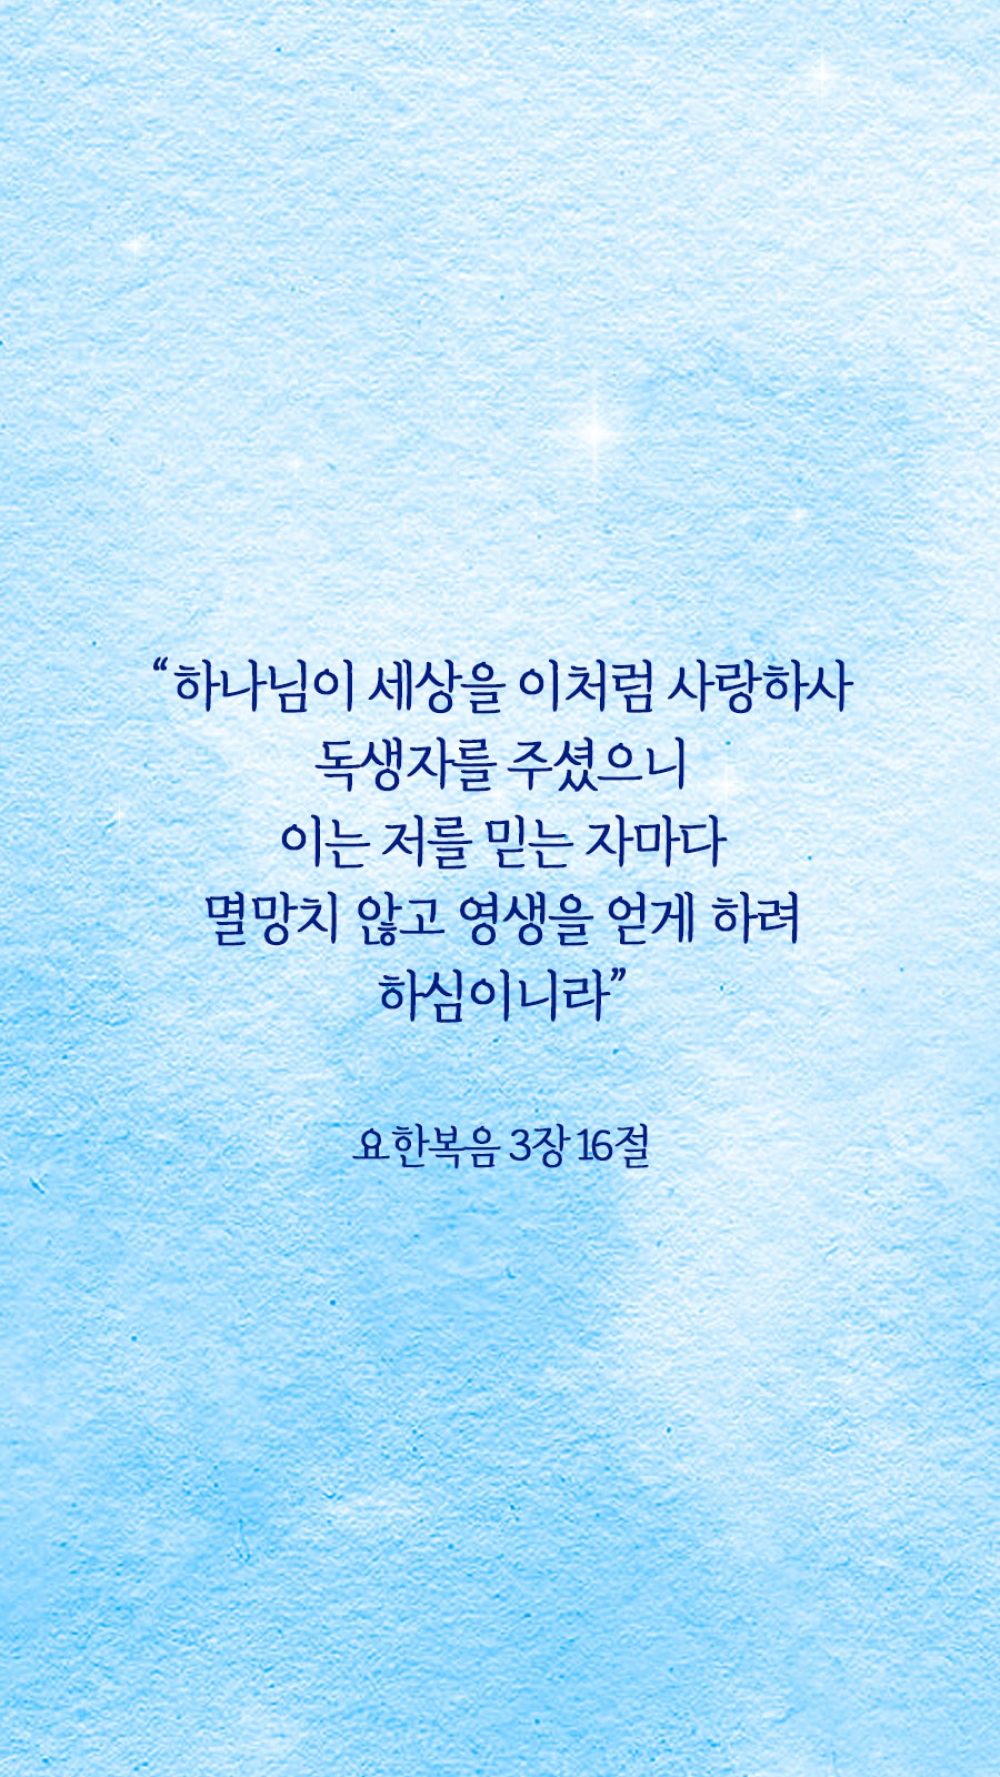 “하나님이 세상을 이처럼 사랑하사
독생자를 주셨으니
이는 저를 믿는 자마다
멸망치 않고 영생을 얻게 하려
하심이니라”
요한복음 3장 16절